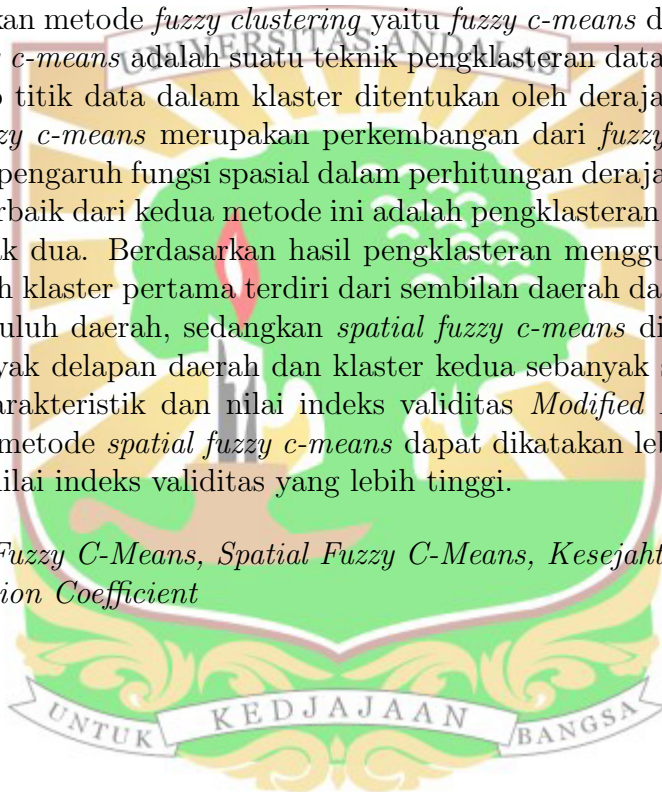 kan metode fuzzy clustering yaitu fuzzy c-means d
c-means adalah suatu teknik pengklasteran data
titik data dalam klaster ditentukan oleh deraja
zy c-means merupakan perkembangan dari fuzzy
pengaruh fungsi spasial dalam perhitungan deraja
rbaik dari kedua metode ini adalah pengklasteran
ak dua. Berdasarkan hasil pengklasteran menggu
h klaster pertama terdiri dari sembilan daerah da
uluh daerah, sedangkan spatial fuzzy c-means di
yak delapan daerah dan klaster kedua sebanyak s
arakteristik dan nilai indeks validitas Modified
metode spatial fuzzy c-means dapat dikatakan leb
nilai indeks validitas yang lebih tinggi.
Fuzzy C-Means, Spatial Fuzzy C-Means, Kesejaht
ion Coefficient
UNIVERSITAS ANDALAS
UNTUK KEDJAJAAN BANGSA